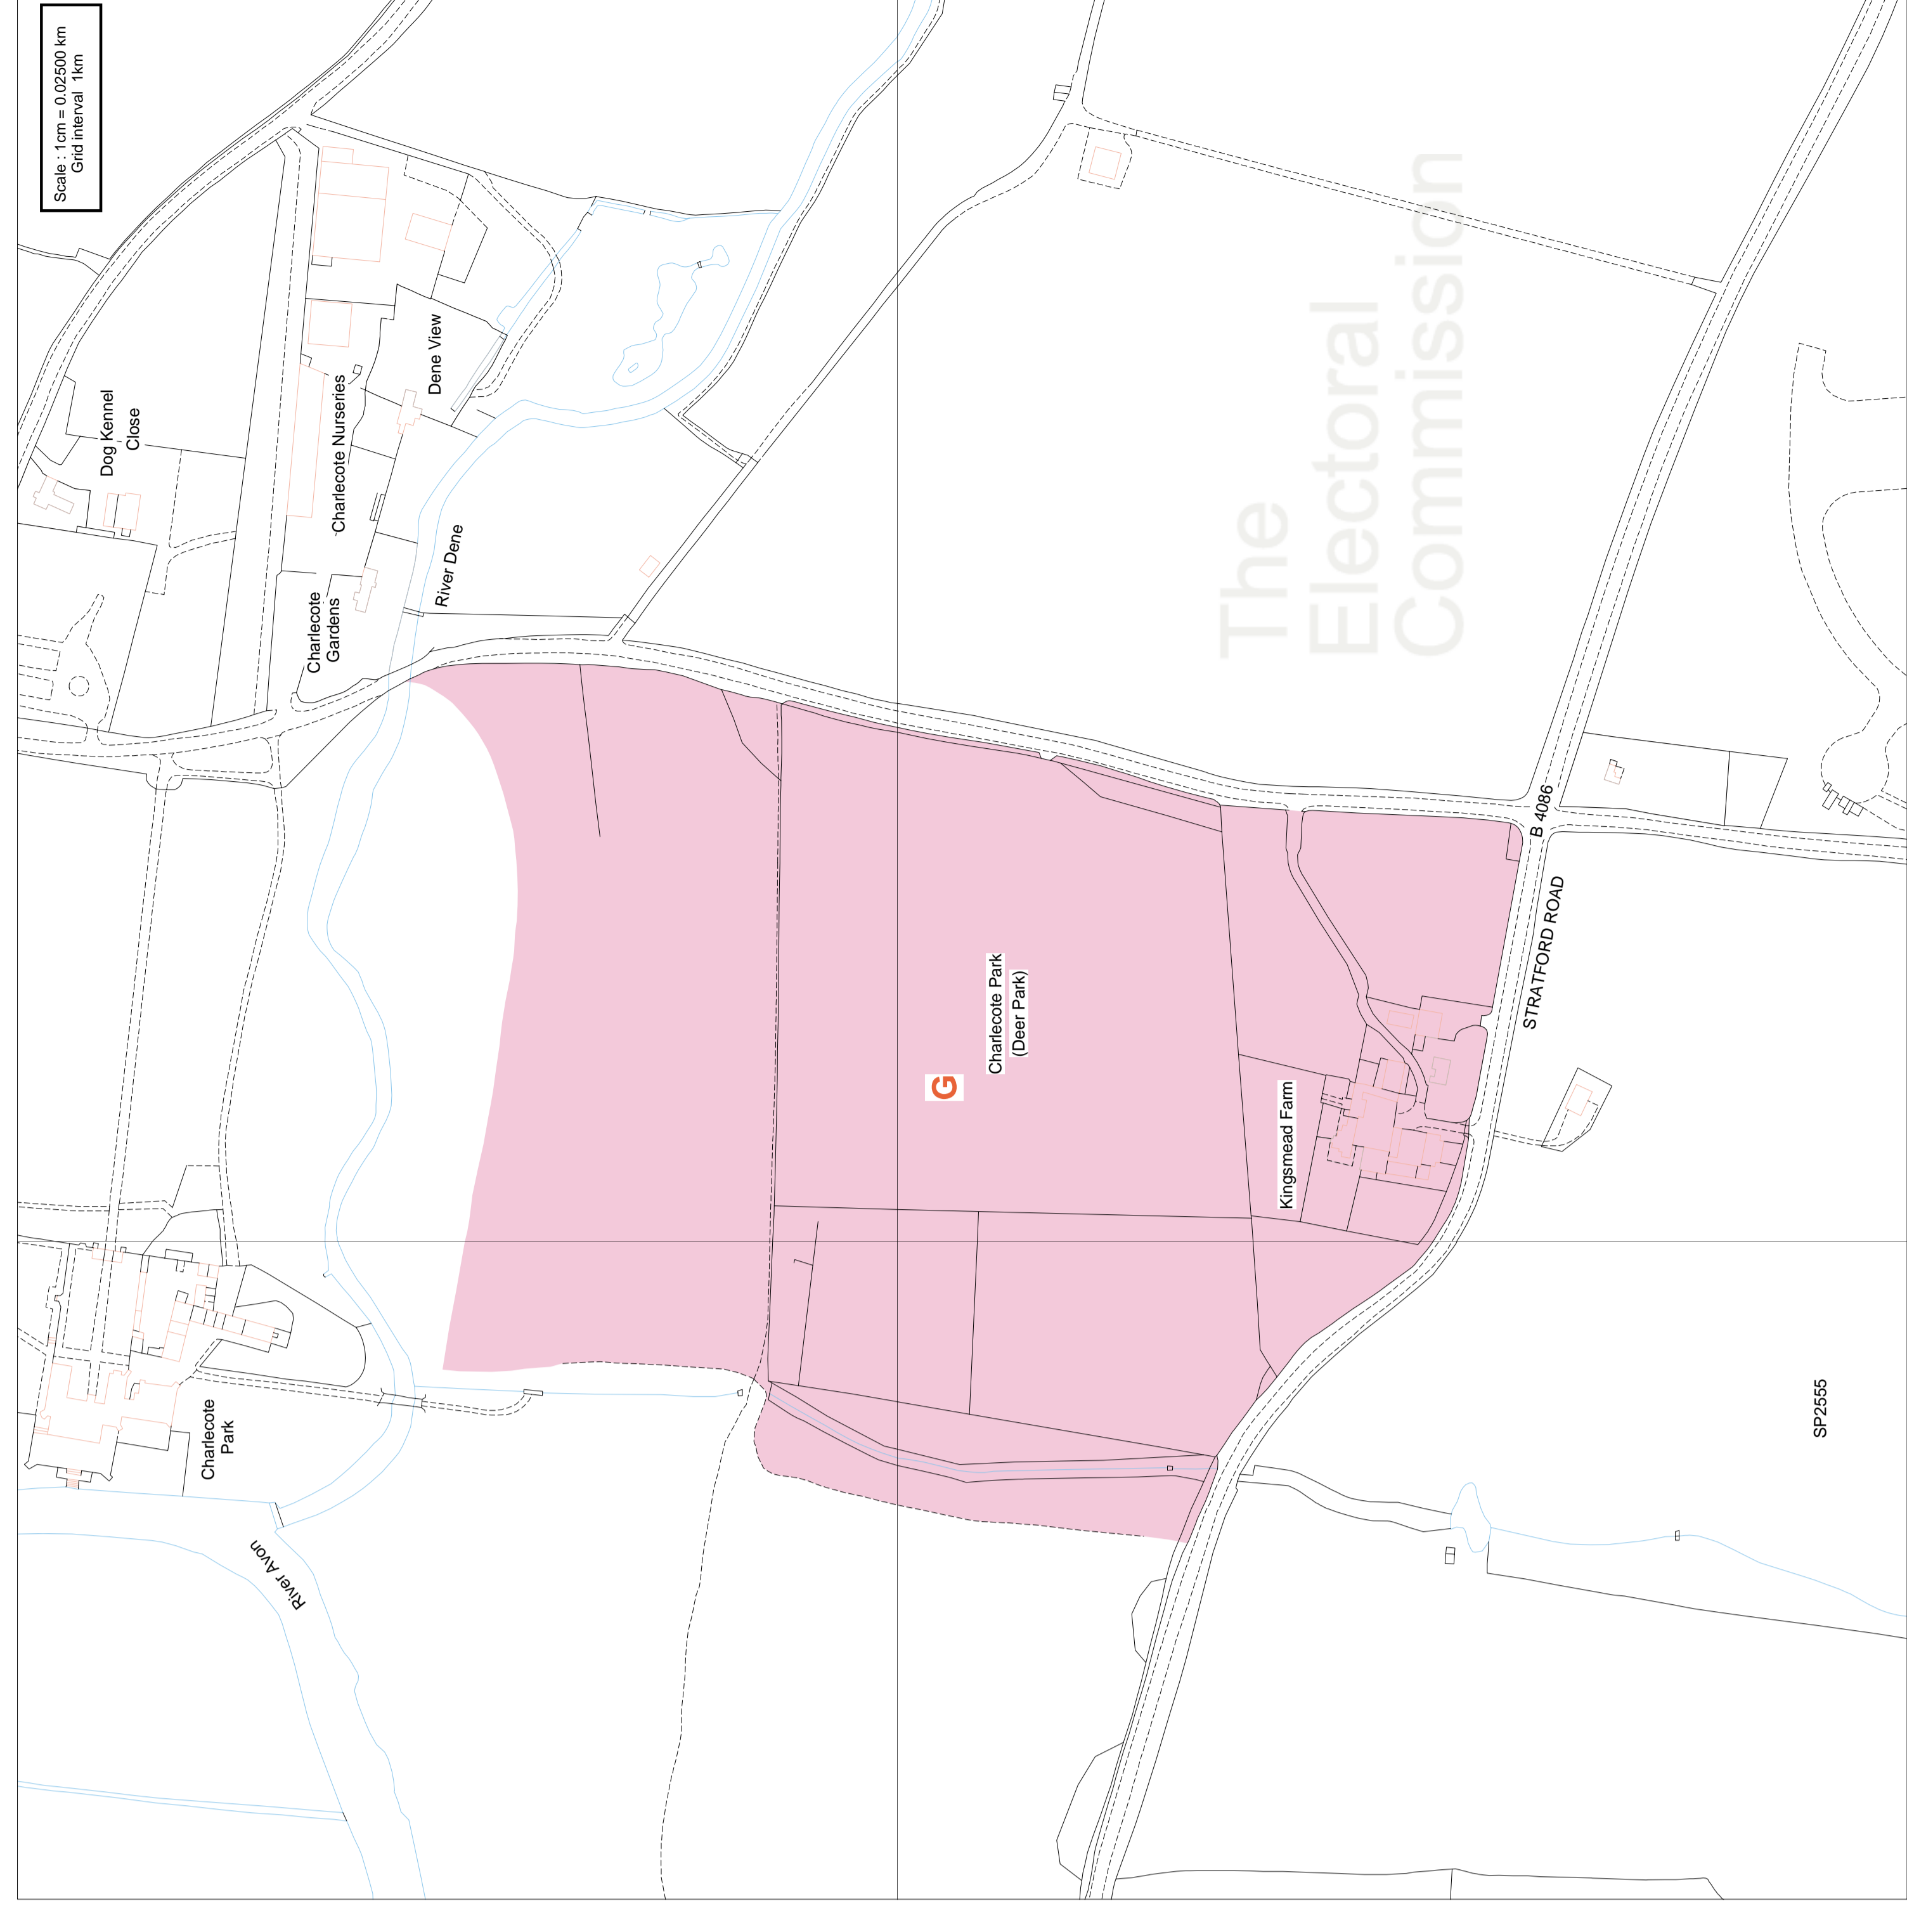 Scale : 1cm = 0.02500 km
Grid interval 1km
Dog Kennel
Close
Charlecote Nurseries
Dene View
Charlecote
Gardens
River Dene
Charlecote
Park
River Avon
G
Charlecote Park
(Deer Park)
Kingsmead Farm
B 4086
STRATFORD ROAD
SP2555
The
Electoral
Commission